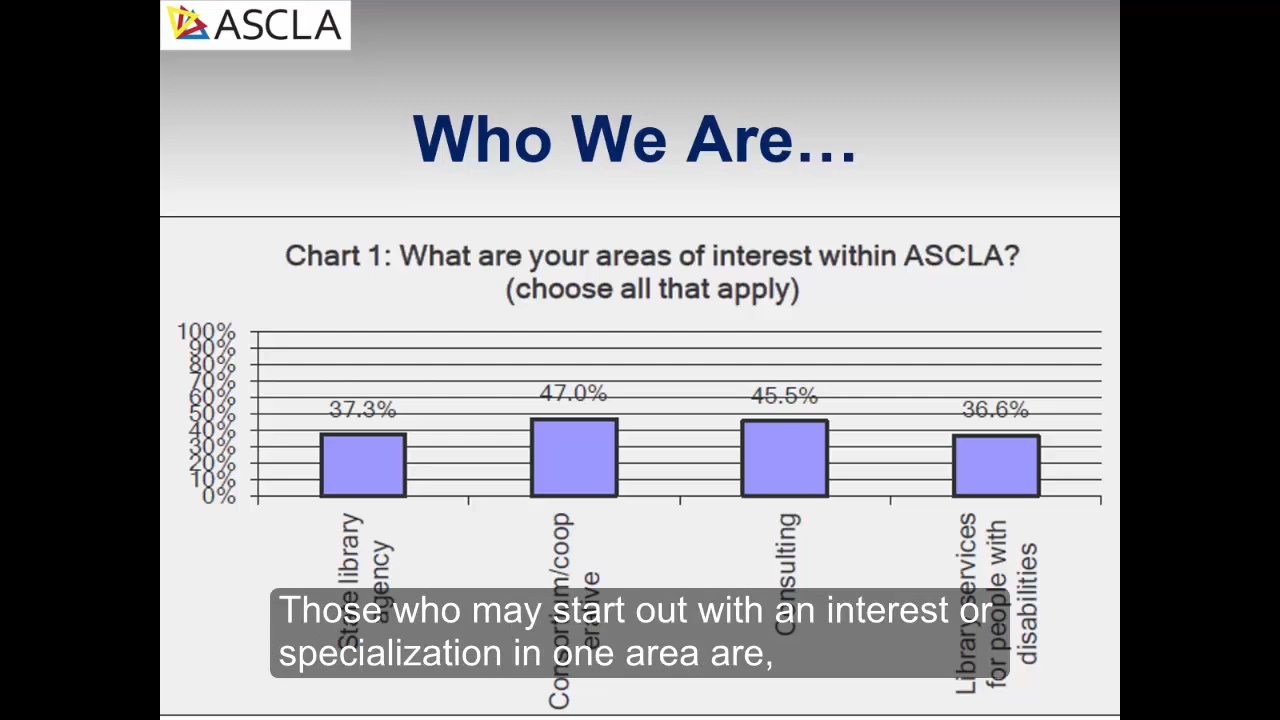 ASCLA
Who We Are…
Chart 1: What are your areas of interest within ASCLA?
(choose all that apply)
100%
90%
80%
70%
60%
50%
40%
30%
20%
10%
0%
37.3%
47.0%
45.5%
36.6%
State library
agency
Consortium/coop
erative
Consulting
Library services
for people with
disabilities
Those who may start out with an interest or
specialization in one area are,